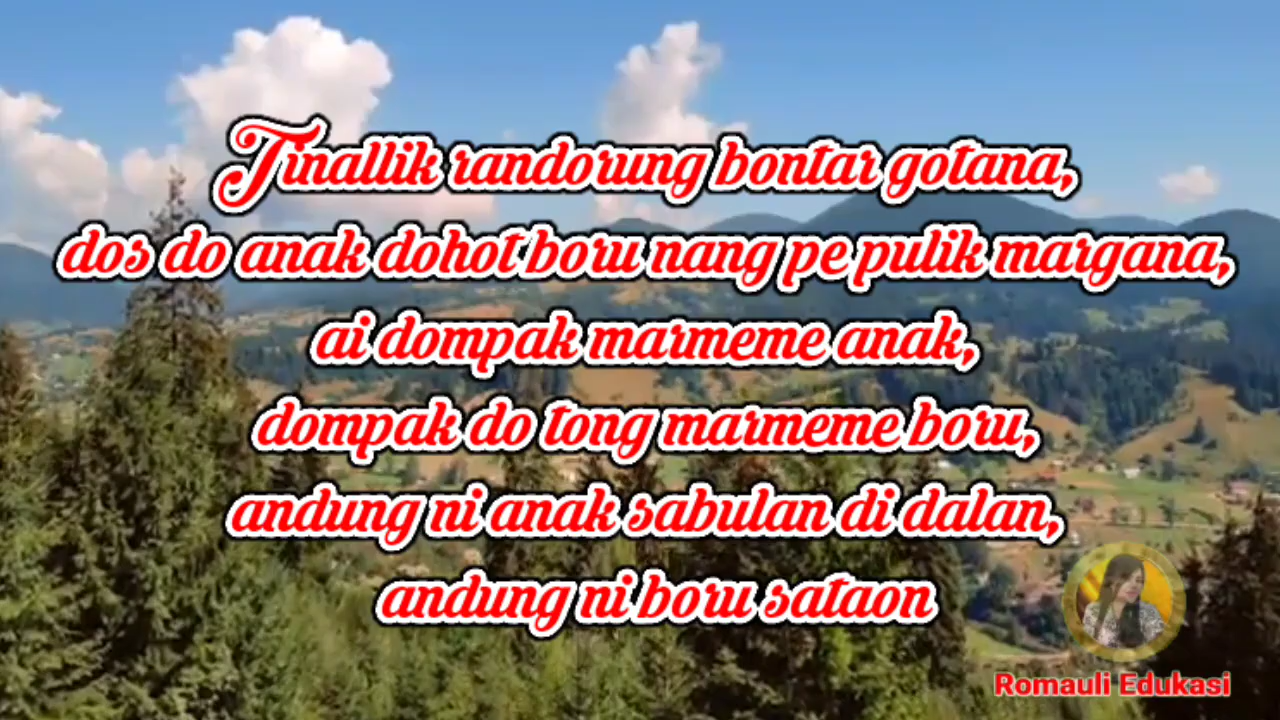 Tinallik randorung bontar gotana,
dos do anak dohot boru nang pe pulik margana,
ai dompak marmeme anak,
dompak do tong marmeme boru,
andung ni anak sabulan di dalan,
andung ni boru sataon
Romauli Edukasi